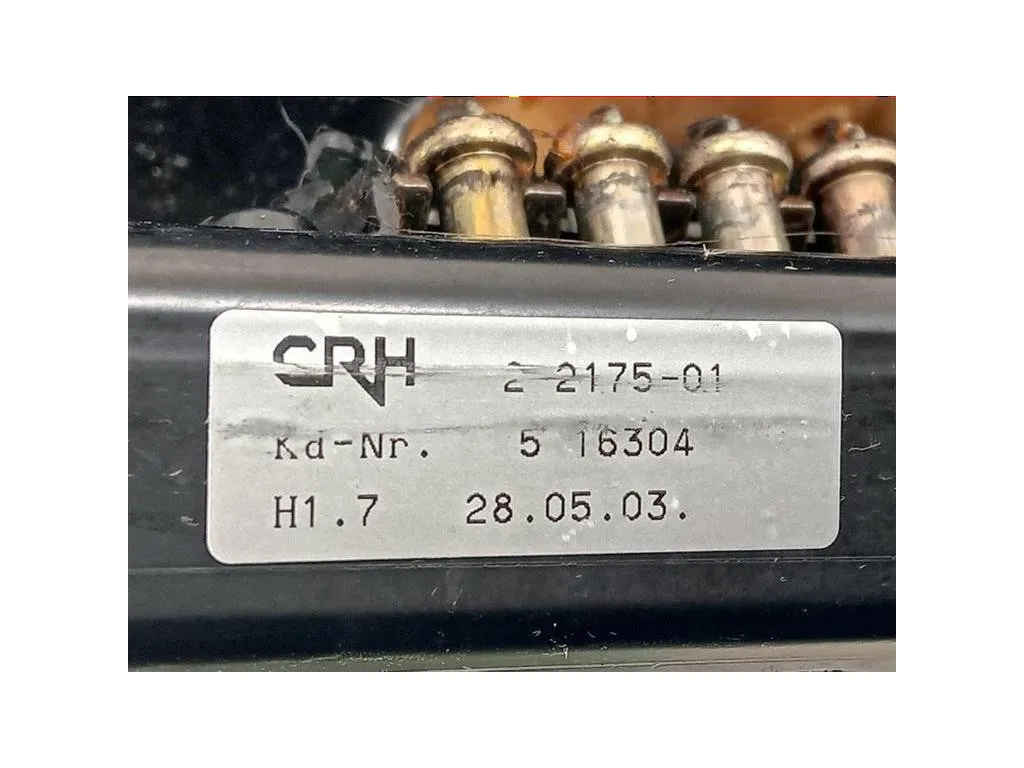 CRH 2 2175-01
Kd-Nr. 5 16304
H1.7 28.05.03.